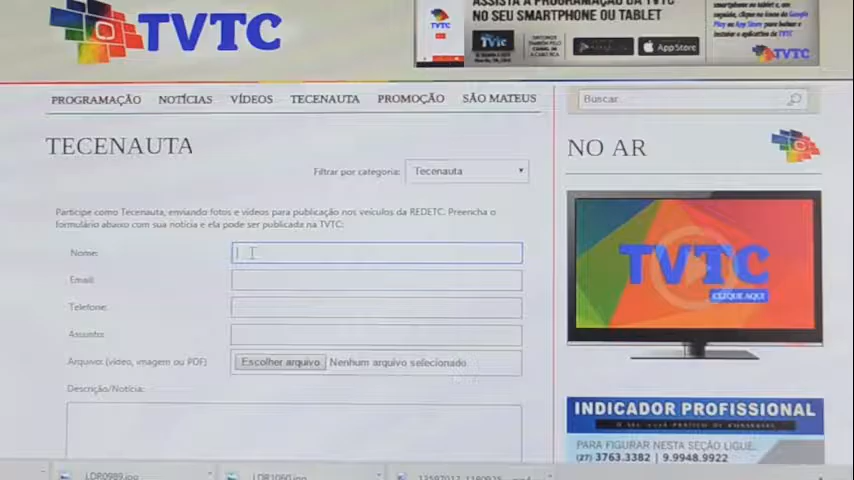 TVTC
ASSISTA A PROGRAMAÇÃO DA TVTC
NO SEU SMARTPHONE OU TABLET
TVTC
App Store
TVTC
PROGRAMAÇÃO NOTÍCIAS VÍDEOS TECENAUTA PROMOÇÃO SÃO MATEUS
Buscar
TECENAUTA
NO AR
Filtrar por categoria: Tecenauta
Participe como Tecenauta, enviando fotos e vídeos para publicação nos veículos da REDETC. Preencha o
formulário abaixo com sua notícia e ela pode ser publicada na TVTC:
Nome:
Email:
Telefone:
Assunto:
Arquivo: (vídeo, imagem ou PDF) Escolher arquivo Nenhum arquivo selecionado
Descrição/Notícia:
TVTC
CLIQUE AQUI
INDICADOR PROFISSIONAL
PARA FIGURAR NESTA SEÇÃO LIGUE.
(27) 3763.3382 | 9.9948.9922